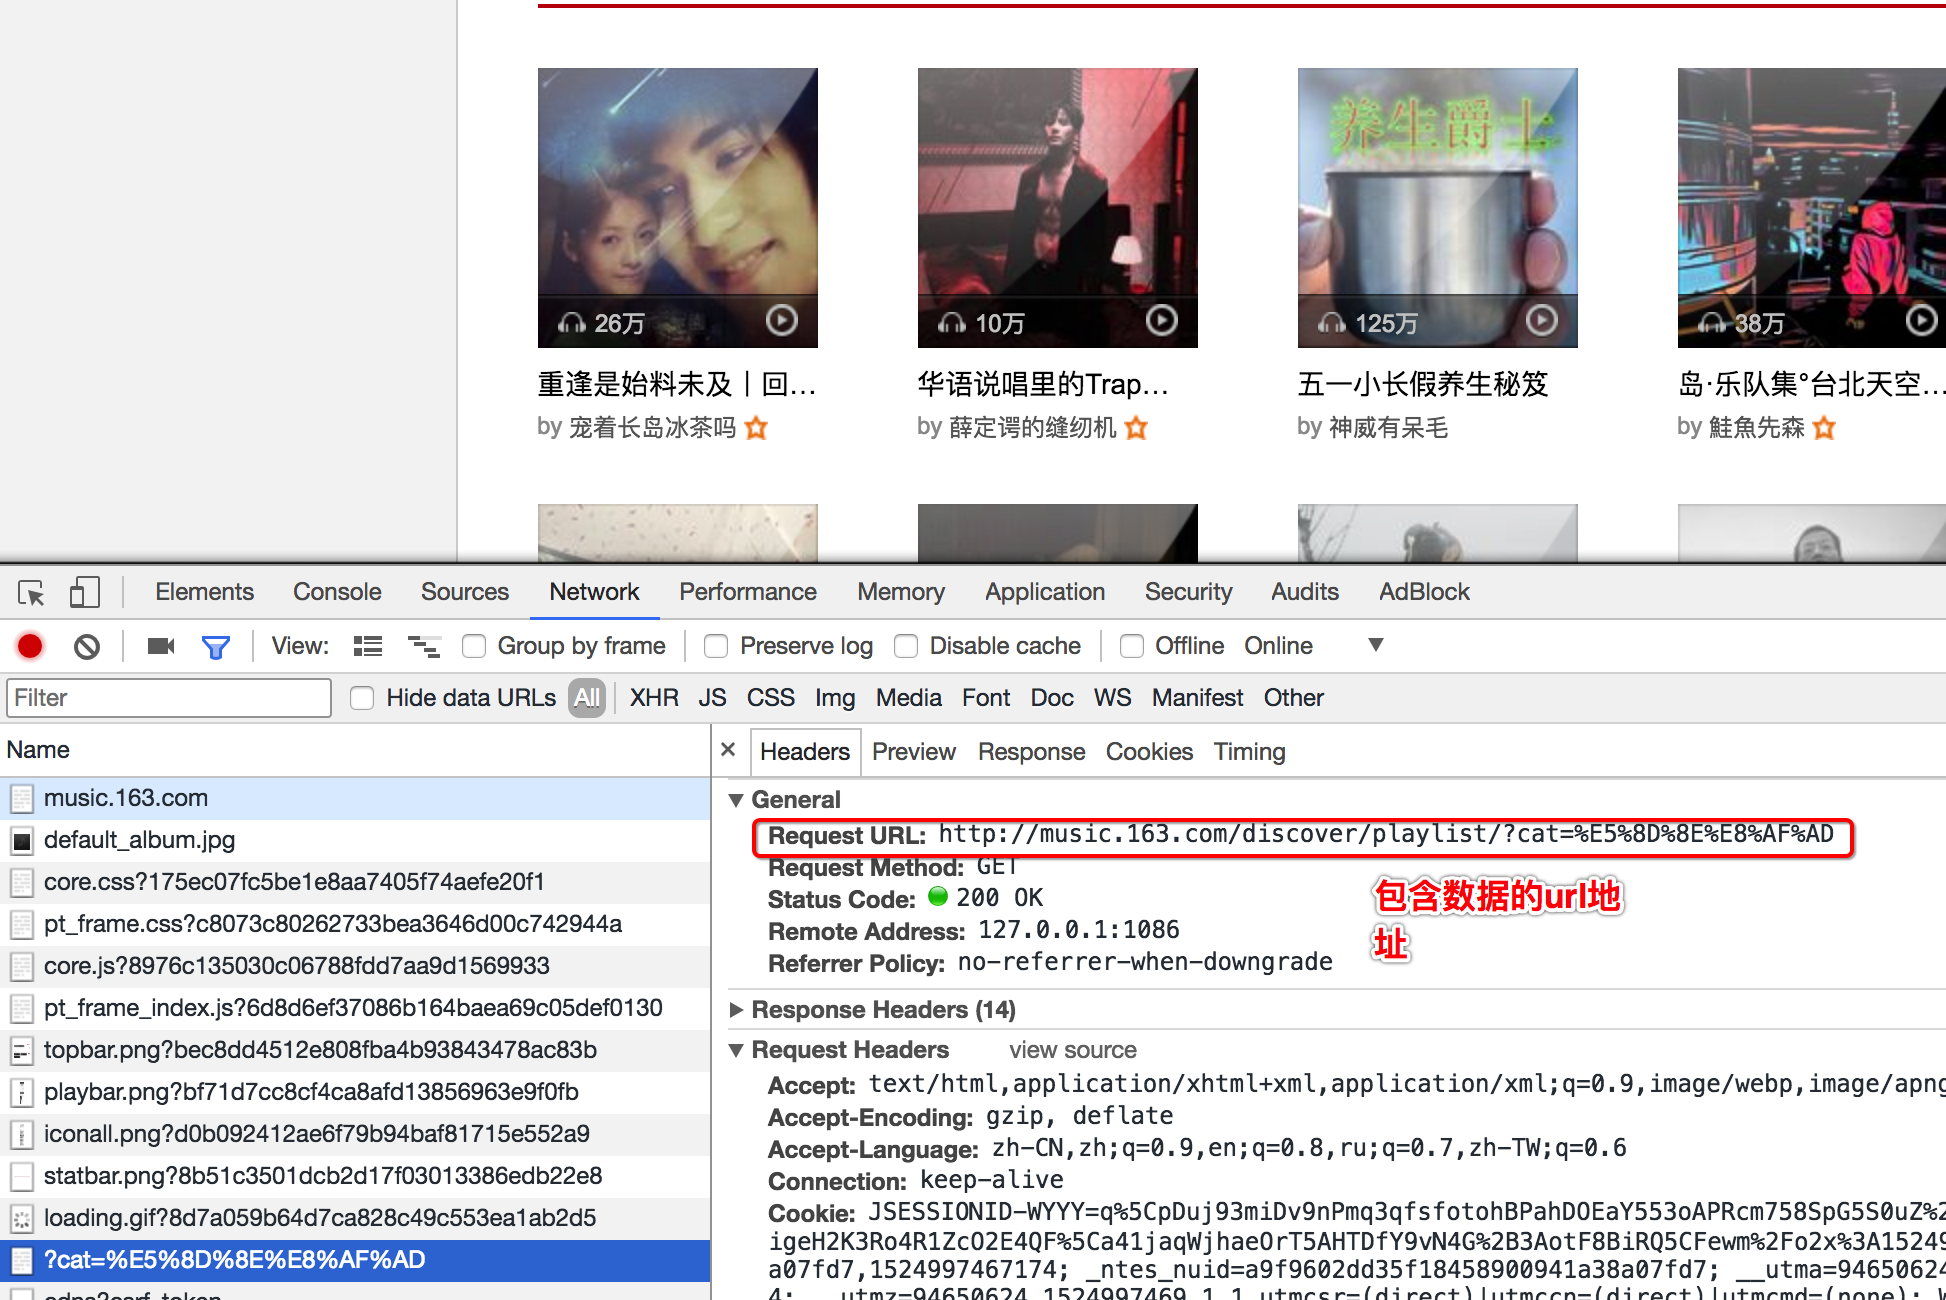 养生爵士
26万
10万
125万
38万
重逢是始料未及丨回…
华语说唱里的Trap…
五一小长假养生秘笈
岛·乐队集°台北天空…
by 宠着长岛冰茶吗
by 薛定谔的缝纫机
by 神威有呆毛
by 鮭魚先森
Elements Console Sources Network Performance Memory Application Security Audits AdBlock
View: Group by frame Preserve log Disable cache Offline Online
Filter Hide data URLs All XHR JS CSS Img Media Font Doc WS Manifest Other
Name
music.163.com
default_album.jpg
core.css?175ec07fc5be1e8aa7405f74aefe20f1
pt_frame.css?c8073c80262733bea3646d00c742944a
core.js?8976c135030c06788fdd7aa9d1569933
pt_frame_index.js?6d8d6ef37086b164baea69c05def0130
topbar.png?bec8dd4512e808fba4b93843478ac83b
playbar.png?bf71d7cc8cf4ca8afd13856963e9f0fb
iconall.png?d0b092412ae6f79b94baf81715e552a9
statbar.png?8b51c3501dcb2d17f03013386edb22e8
loading.gif?8d7a059b64d7ca828c49c553ea1ab2d5
?cat=%E5%8D%8E%E8%AF%AD
Headers Preview Response Cookies Timing
General
Request URL: http://music.163.com/discover/playlist/?cat=%E5%8D%8E%E8%AF%AD
Request Method: GET
Status Code: 200 OK
Remote Address: 127.0.0.1:1086
Referrer Policy: no-referrer-when-downgrade
包含数据的url地
址
Response Headers (14)
Request Headers view source
Accept: text/html,application/xhtml+xml,application/xml;q=0.9,image/webp,image/apng
Accept-Encoding: gzip, deflate
Accept-Language: zh-CN,zh;q=0.9,en;q=0.8,ru;q=0.7,zh-TW;q=0.6
Connection: keep-alive
Cookie: JSESSIONID-WYYY=q%5CpDuj93miDv9nPmq3qfsfotohBPahDOEaY553oAPRcm758SpG5S0uZ%2
igeH2K3Ro4R1ZcO2E4QF%5Ca41jaqWjhaeOrT5AHTDfY9vN4G%2B3AotF8BiRQ5CFewm%2Fo2x%3A15249
a07fd7,1524997467174; _ntes_nuid=a9f9602dd35f18458900941a38a07fd7; __utma=94650624